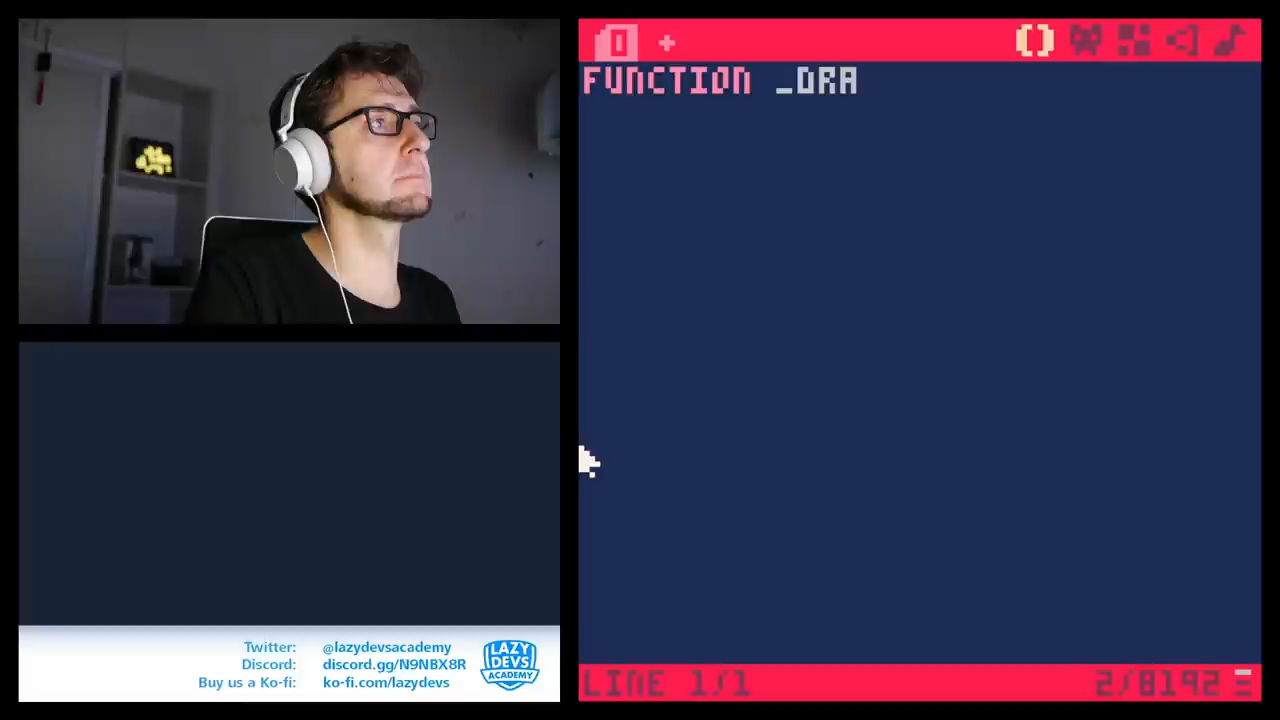 FUNCTION _DRA
Twitter: @lazydevsacademy
Discord: discord.gg/N9NBX8R
Buy us a Ko-fi: ko-fi.com/lazydevs
LAZY
DEVS
ACADEMY
LINE 1/1
2/8192